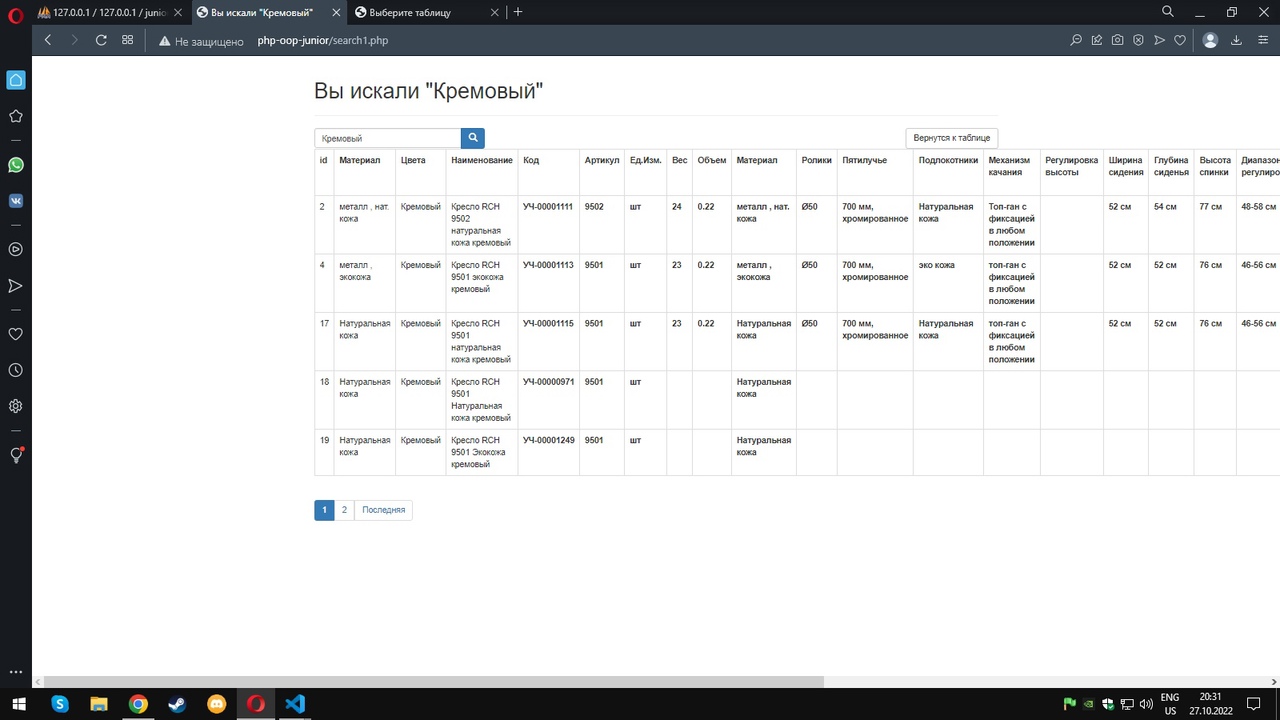 127.0.0.1 / 127.0.0.1 / junio
Вы искали "Кремовый"
Выберите таблицу
Не защищено php-oop-junior/search1.php
Вы искали "Кремовый"
Кремовый
Вернутся к таблице
id Материал Цвета Наименование Код Артикул Ед.Изм. Вес Объем Материал Ролики Пятилучье Подлокотники Механизм качания Регулировка высоты Ширина сидения Глубина сиденья Высота спинки Диапазон регулиро
2 металл , нат. кожа Кремовый Кресло RCH 9502 натуральная кожа кремовый УЧ-00001111 9502 шт 24 0.22 металл , нат. кожа Ø50 700 мм, хромированное Натуральная кожа Топ-ган с фиксацией в любом положении 52 см 54 см 77 см 48-58 см
4 металл , экокожа Кремовый Кресло RCH 9501 экокожа кремовый УЧ-00001113 9501 шт 23 0.22 металл , экокожа Ø50 700 мм, хромированное эко кожа топ-ган с фиксацией в любом положении 52 см 52 см 76 см 46-56 см
17 Натуральная кожа Кремовый Кресло RCH 9501 натуральная кожа кремовый УЧ-00001115 9501 шт 23 0.22 Натуральная кожа Ø50 700 мм, хромированное Натуральная кожа топ-ган с фиксацией в любом положении 52 см 52 см 76 см 46-56 см
18 Натуральная кожа Кремовый Кресло RCH 9501 Натуральная кожа кремовый УЧ-00000971 9501 шт Натуральная кожа
19 Натуральная кожа Кремовый Кресло RCH 9501 Экокожа кремовый УЧ-00001249 9501 шт Натуральная кожа
1 2 Последняя
ENG
US
20:31
27.10.2022